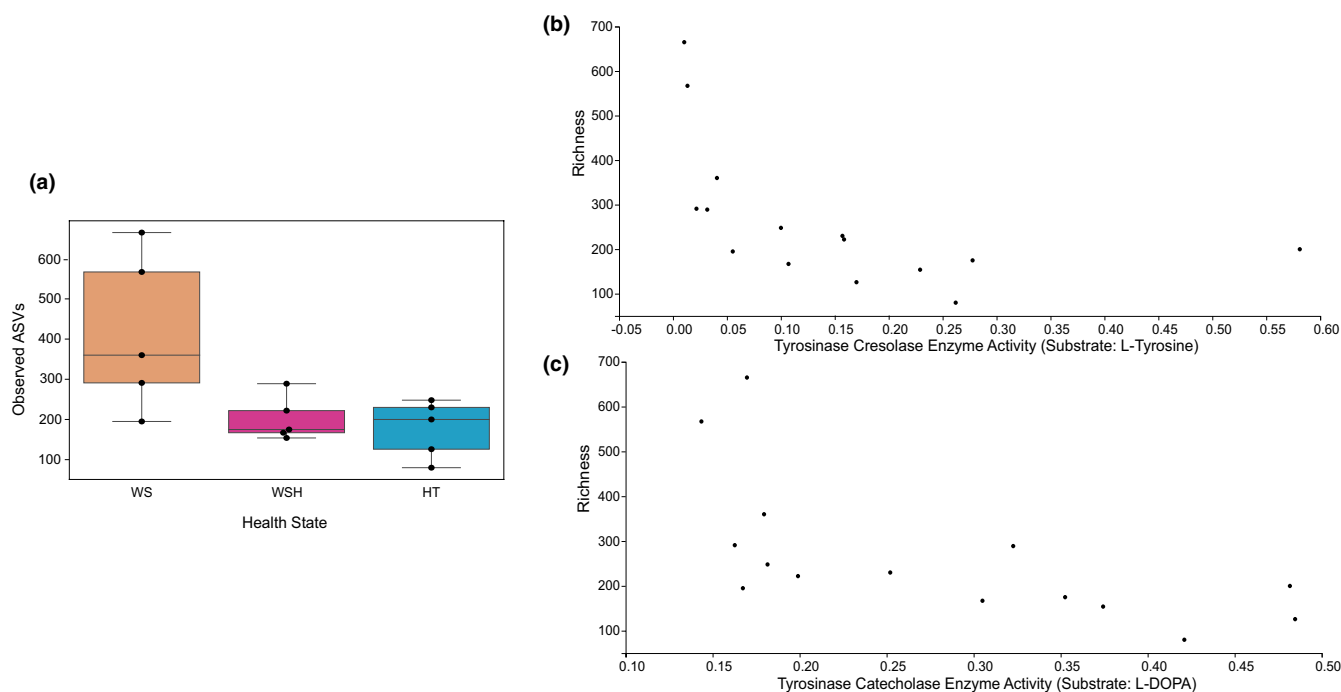 (a)
600
500
400
300
200
100
Observed ASVs
WS WSH HT
Health State
(b)
700
600
500
400
300
200
100
Richness
-0.05 0.00 0.05 0.10 0.15 0.20 0.25 0.30 0.35 0.40 0.45 0.50 0.55 0.60
Tyrosinase Cresolase Enzyme Activity (Substrate: L-Tyrosine)
(c)
700
600
500
400
300
200
100
Richness
0.10 0.15 0.20 0.25 0.30 0.35 0.40 0.45 0.50
Tyrosinase Catecholase Enzyme Activity (Substrate: L-DOPA)